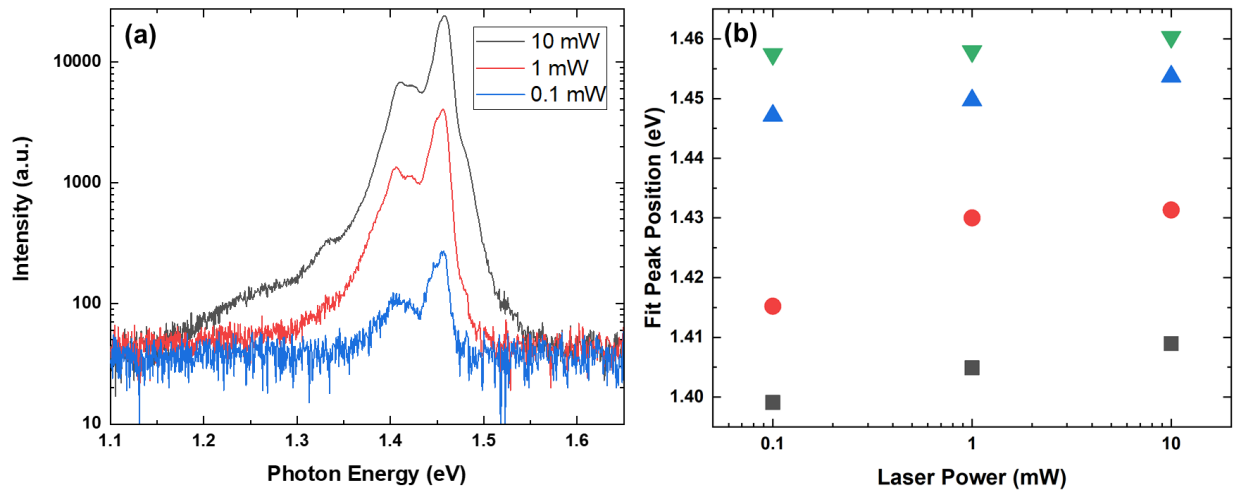 (a)
10 mW
1 mW
0.1 mW
10000
1000
100
10
Intensity (a.u.)
1.1 1.2 1.3 1.4 1.5 1.6
Photon Energy (eV)
(b)
1.46
1.45
1.44
1.43
1.42
1.41
1.40
Fit Peak Position (eV)
0.1 1 10
Laser Power (mW)